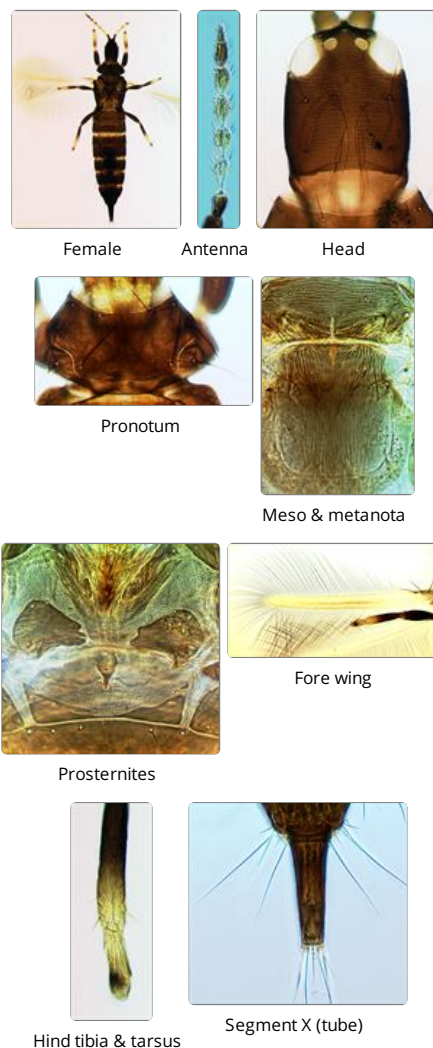 Female
Antenna
Head
Pronotum
Meso & metanota
Fore wing
Prosternites
Segment X (tube)
Hind tibia & tarsus